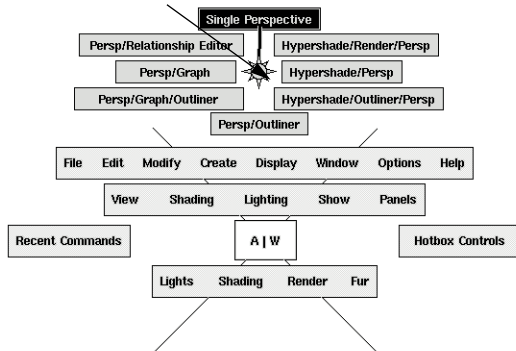 Single Perspective
Persp/Relationship Editor Hypershade/Render/Persp
Persp/Graph Hypershade/Persp
Persp/Graph/Outliner Hypershade/Outliner/Persp
Persp/Outliner
File Edit Modify Create Display Window Options Help
View Shading Lighting Show Panels
Recent Commands A | W Hotbox Controls
Lights Shading Render Fur